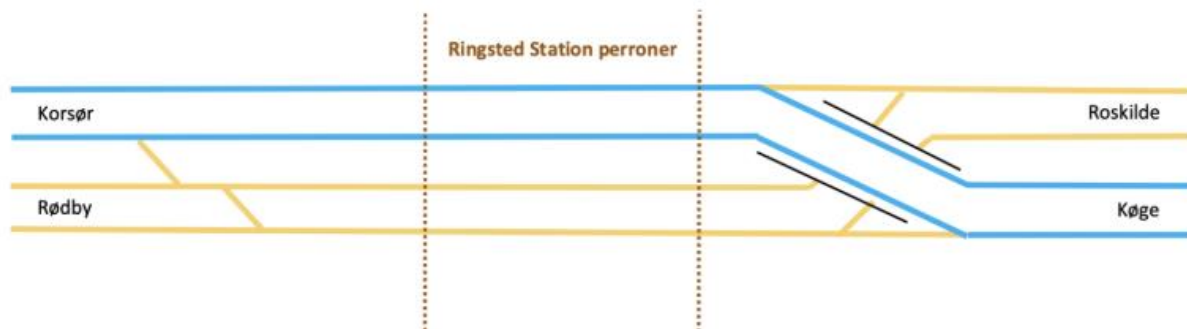 Ringsted Station perroner
Korsør
Roskilde
Rødby
Køge